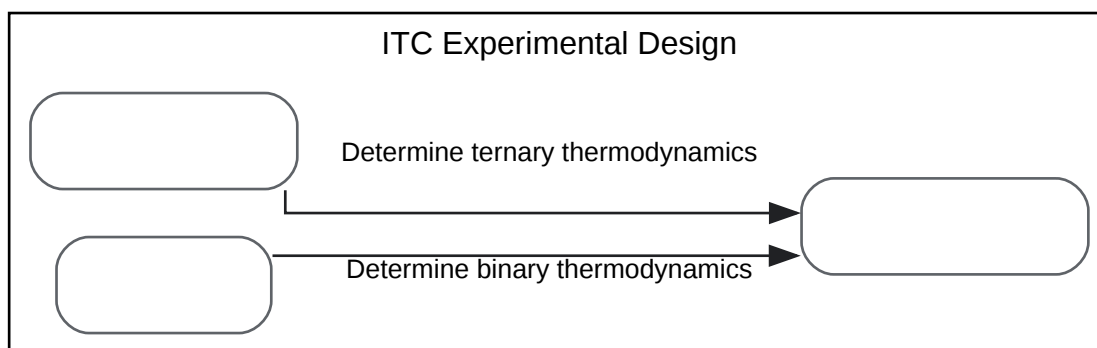 ITC Experimental Design
Determine ternary thermodynamics
Determine binary thermodynamics